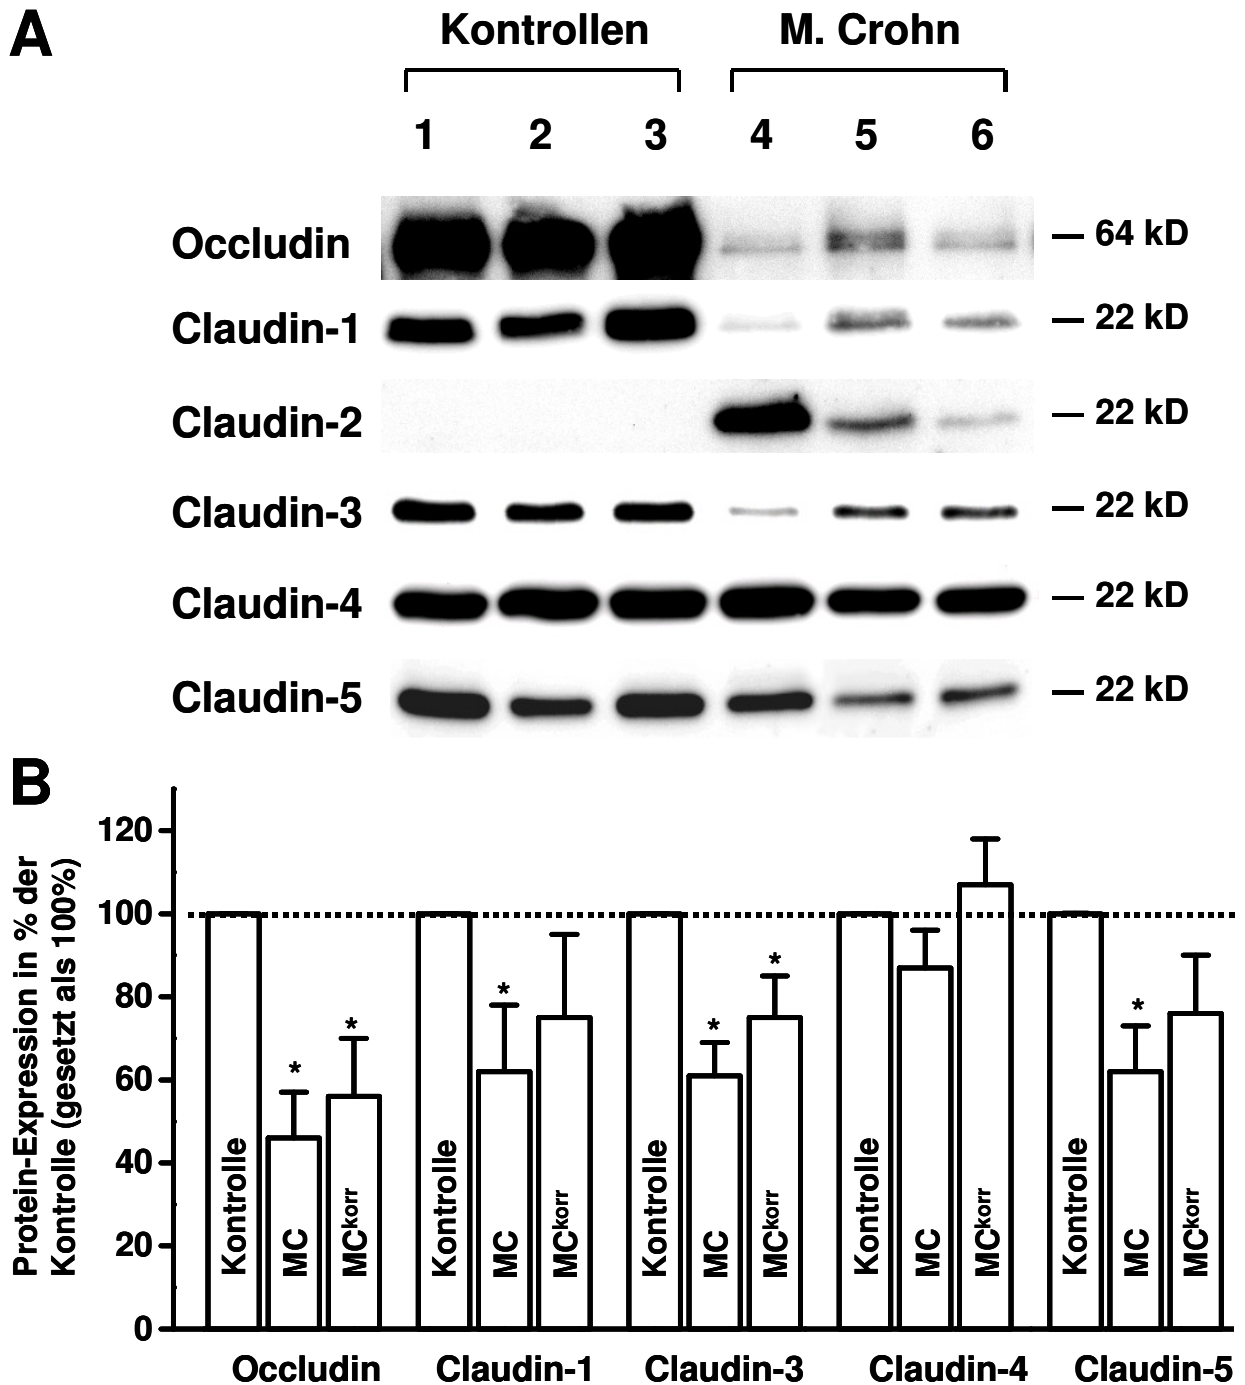 A
Kontrollen M. Crohn
1 2 3 4 5 6
Occludin — 64 kD
Claudin-1 — 22 kD
Claudin-2 — 22 kD
Claudin-3 — 22 kD
Claudin-4 — 22 kD
Claudin-5 — 22 kD
B
Protein-Expression in % der
Kontrolle (gesetzt als 100%)
120
100
80
60
40
20
0
* * * * * *
Kontrolle MC MCkorr Kontrolle MC MCkorr Kontrolle MC MCkorr Kontrolle MC MCkorr Kontrolle MC MCkorr
Occludin Claudin-1 Claudin-3 Claudin-4 Claudin-5